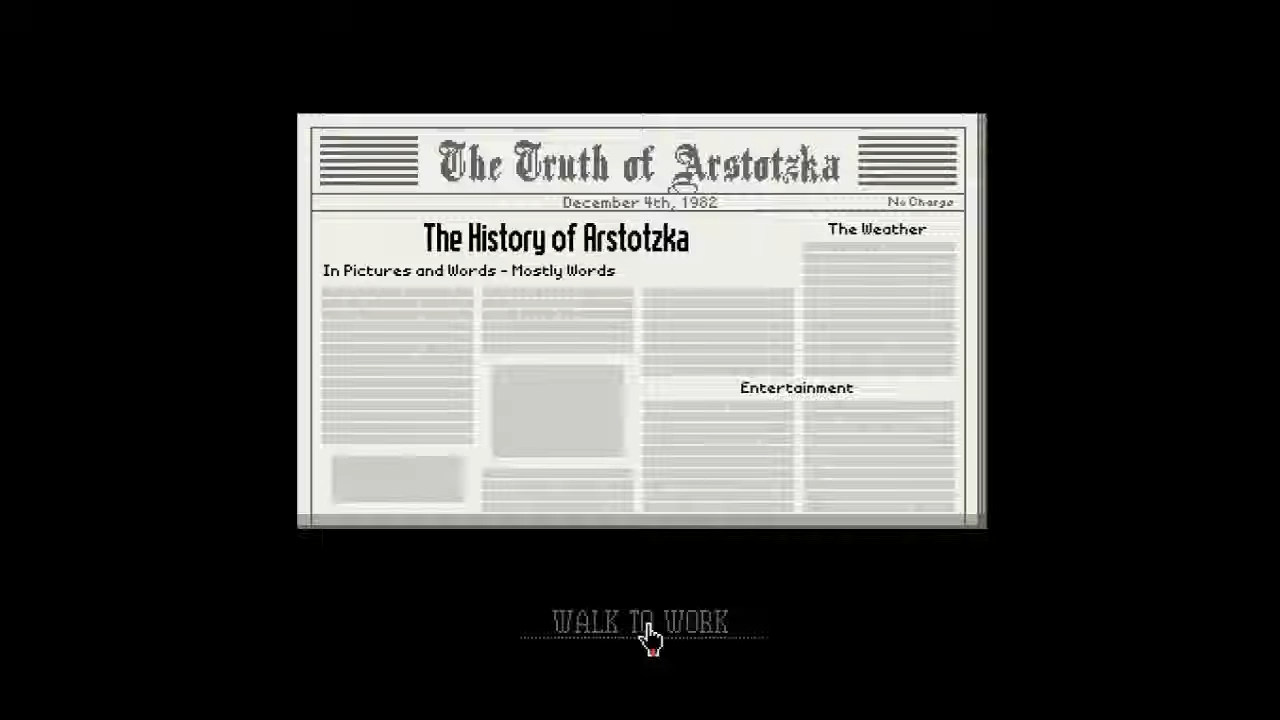 The Truth of Arstotzka
December 4th, 1982
No Charge
The History of Arstotzka
In Pictures and Words - Mostly Words
The Weather
Entertainment
WALK TO WORK